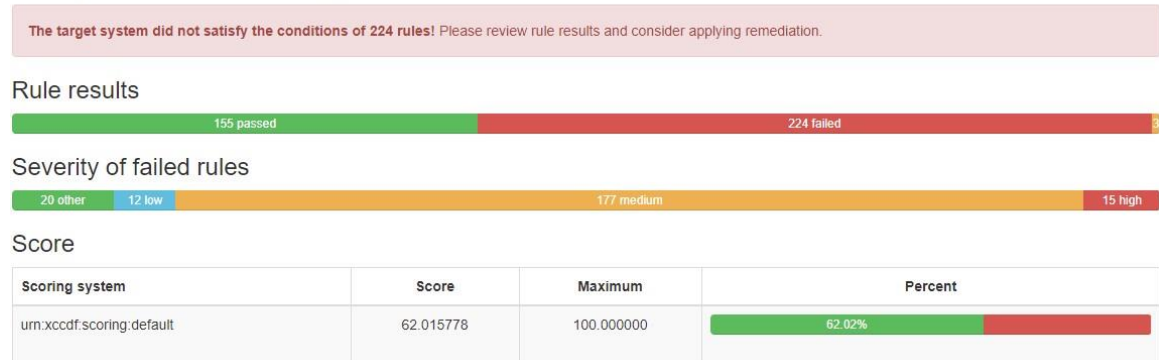 The target system did not satisfy the conditions of 224 rules! Please review rule results and consider applying remediation.
Rule results
155 passed 224 failed 3
Severity of failed rules
20 other 12 low 177 medium 15 high
Score
Scoring system Score Maximum Percent
urn:xccdf:scoring:default 62.015778 100.000000 62.02%